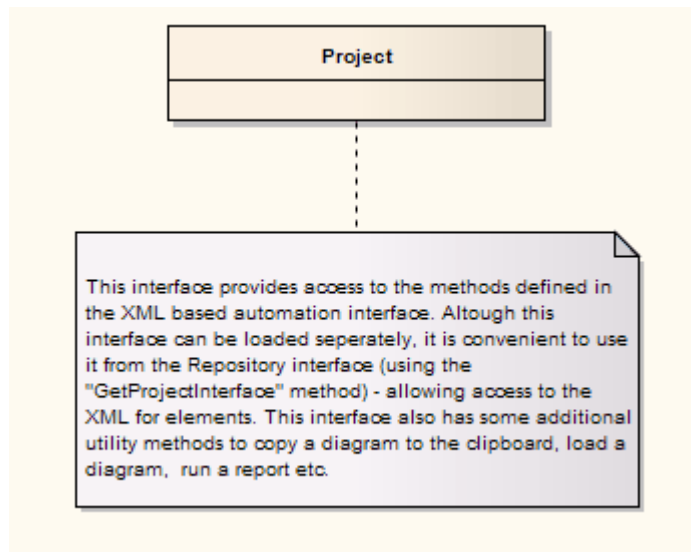 Project
This interface provides access to the methods defined in
the XML based automation interface. Altough this
interface can be loaded seperately, it is convenient to use
it from the Repository interface (using the
"GetProjectInterface" method) - allowing access to the
XML for elements. This interface also has some additional
utility methods to copy a diagram to the clipboard, load a
diagram,  run a report etc.